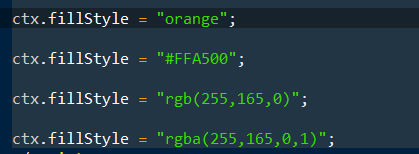 ctx.fillStyle = "orange";
ctx.fillStyle = "#FFA500";
ctx.fillStyle = "rgb(255,165,0)";
ctx.fillStyle = "rgba(255,165,0,1)";